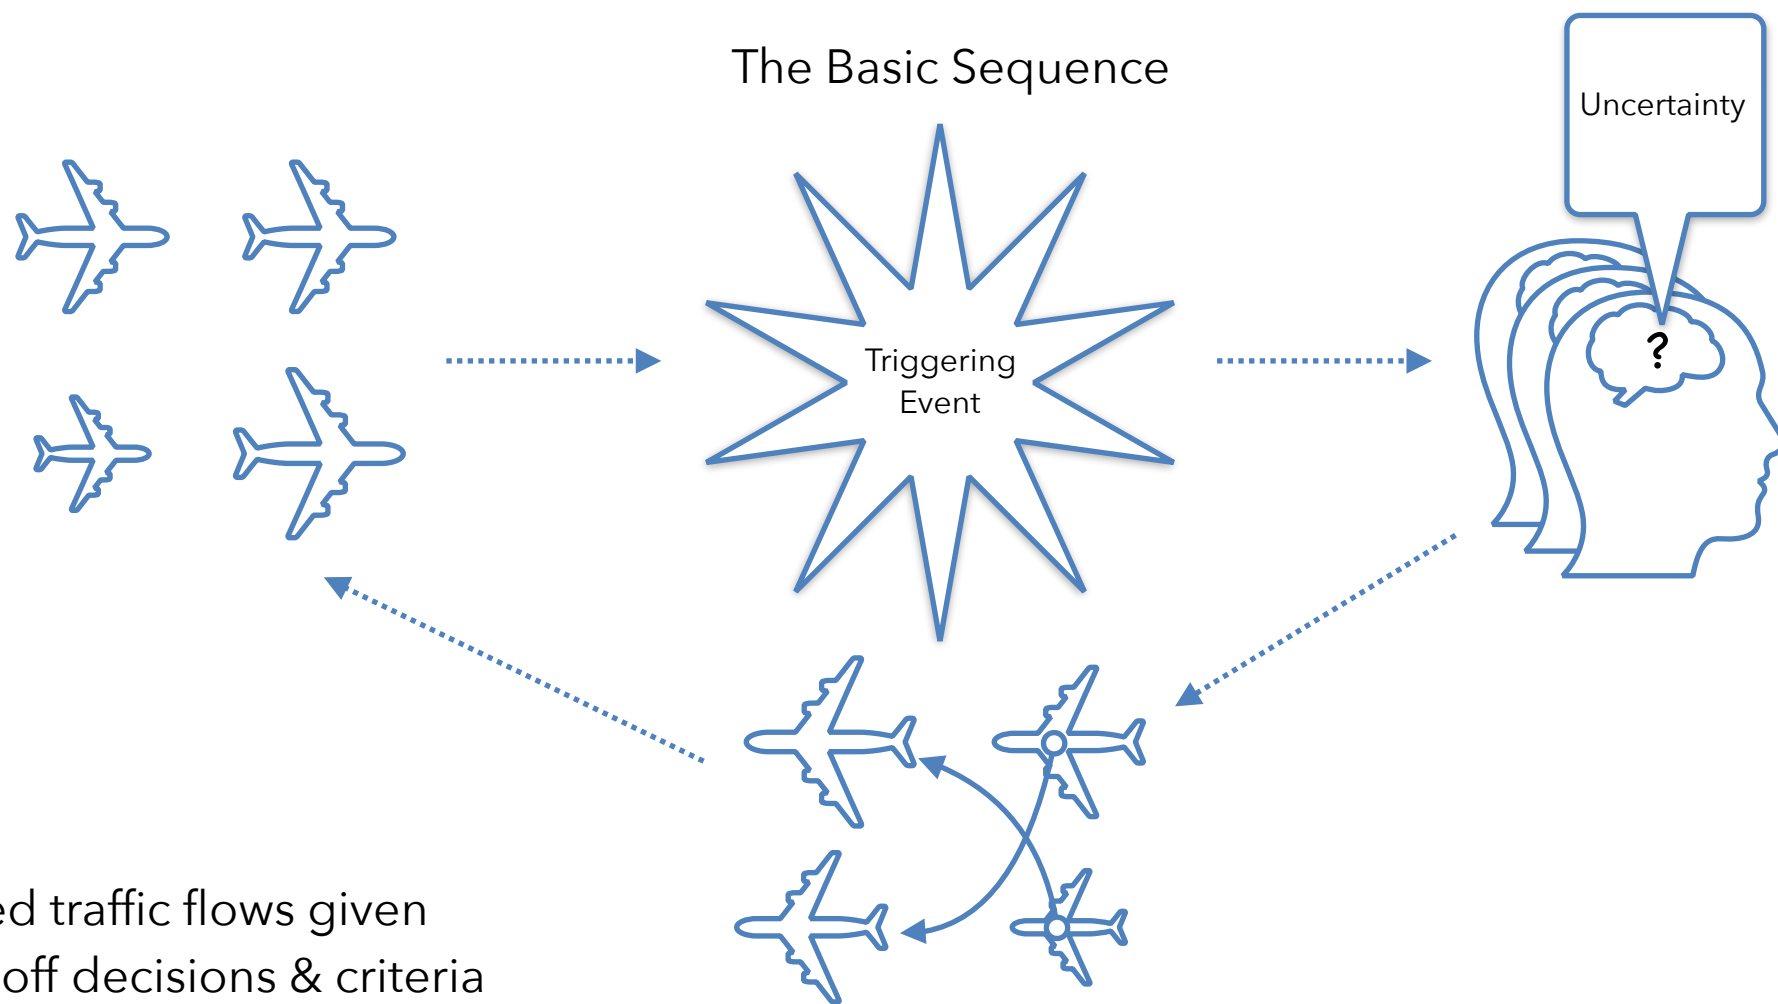 The Basic Sequence
Uncertainty
Triggering
Event
?
ed traffic flows given
off decisions & criteria